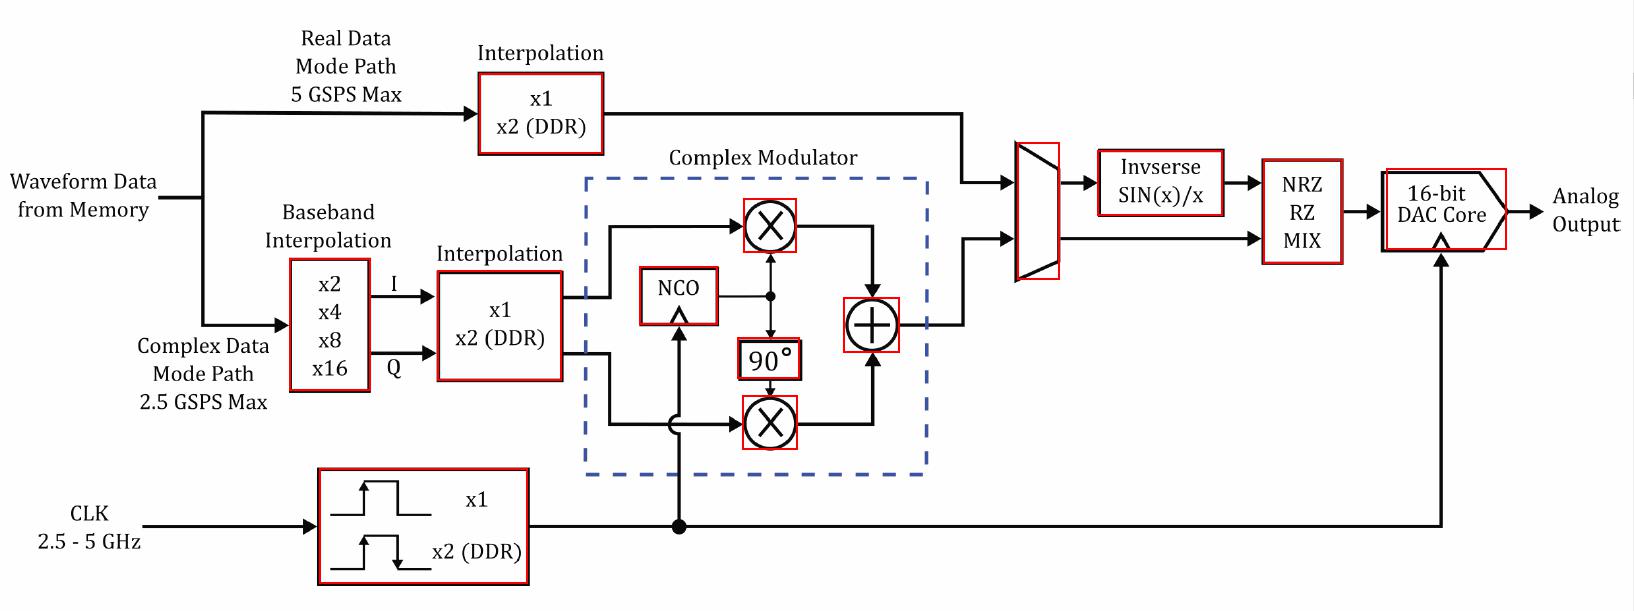 Real Data
Mode Path
5 GSPS Max
Interpolation
x1
x2 (DDR)
Waveform Data
from Memory
Complex Modulator
Baseband
Interpolation
x2
x4
x8
x16
I
Q
Interpolation
x1
x2 (DDR)
Complex Data
Mode Path
2.5 GSPS Max
NCO
90°
Invserse
SIN(x)/x
NRZ
RZ
MIX
16-bit
DAC Core
Analog
Output
CLK
2.5 - 5 GHz
x1
x2 (DDR)